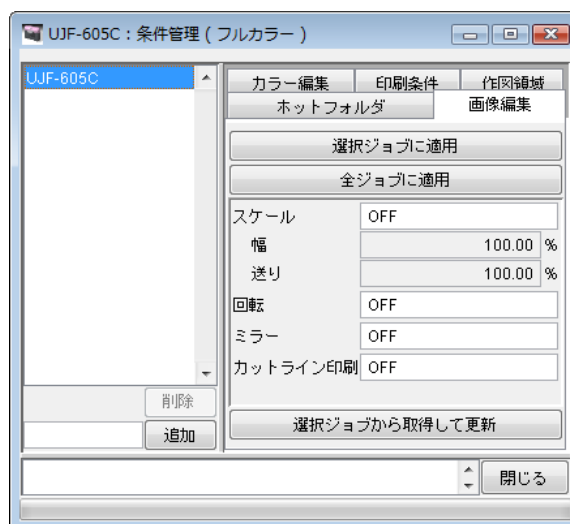 UJF-605C：条件管理 ( フルカラー )
UJF-605C
カラー編集
印刷条件
作図領域
ホットフォルダ
画像編集
選択ジョブに適用
全ジョブに適用
スケール OFF
幅 100.00 %
送り 100.00 %
回転 OFF
ミラー OFF
カットライン印刷 OFF
削除
追加
選択ジョブから取得して更新
閉じる